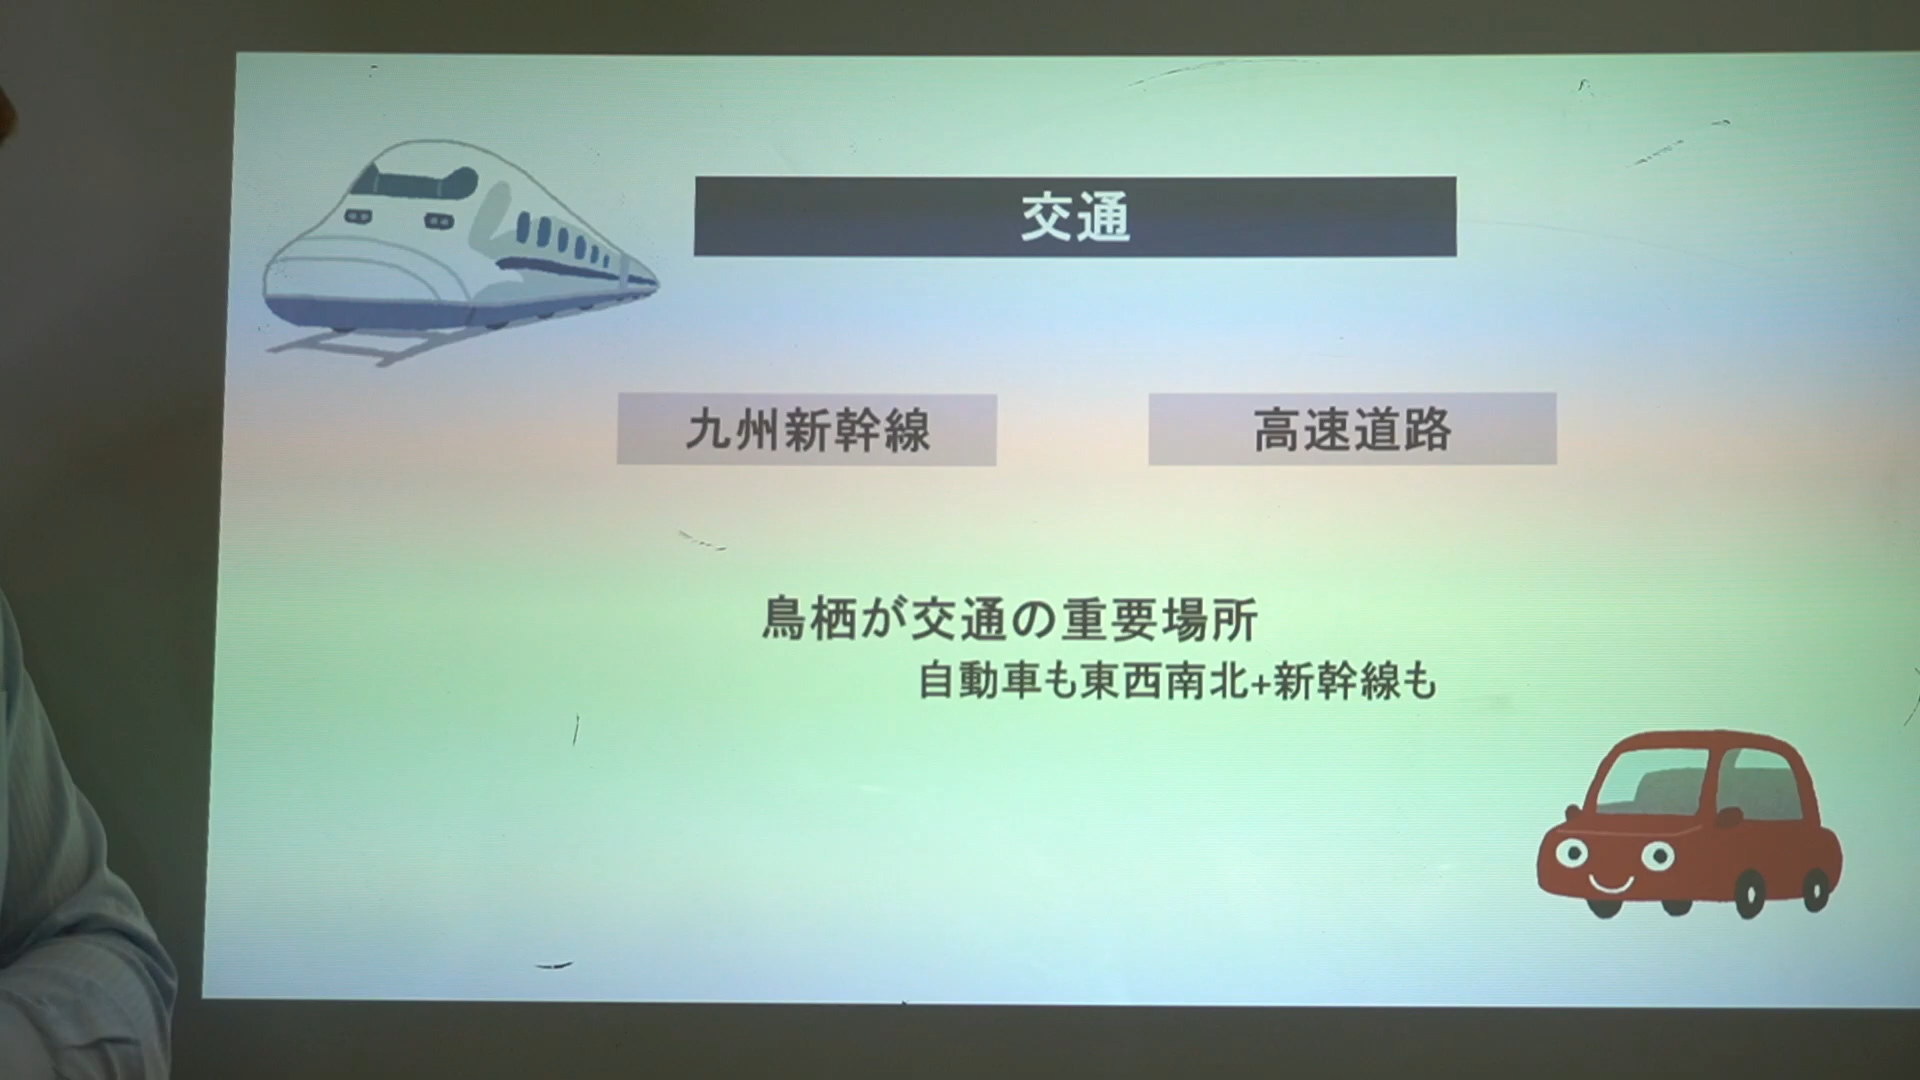 交通
九州新幹線
高速道路
鳥栖が交通の重要場所
自動車も東西南北+新幹線も